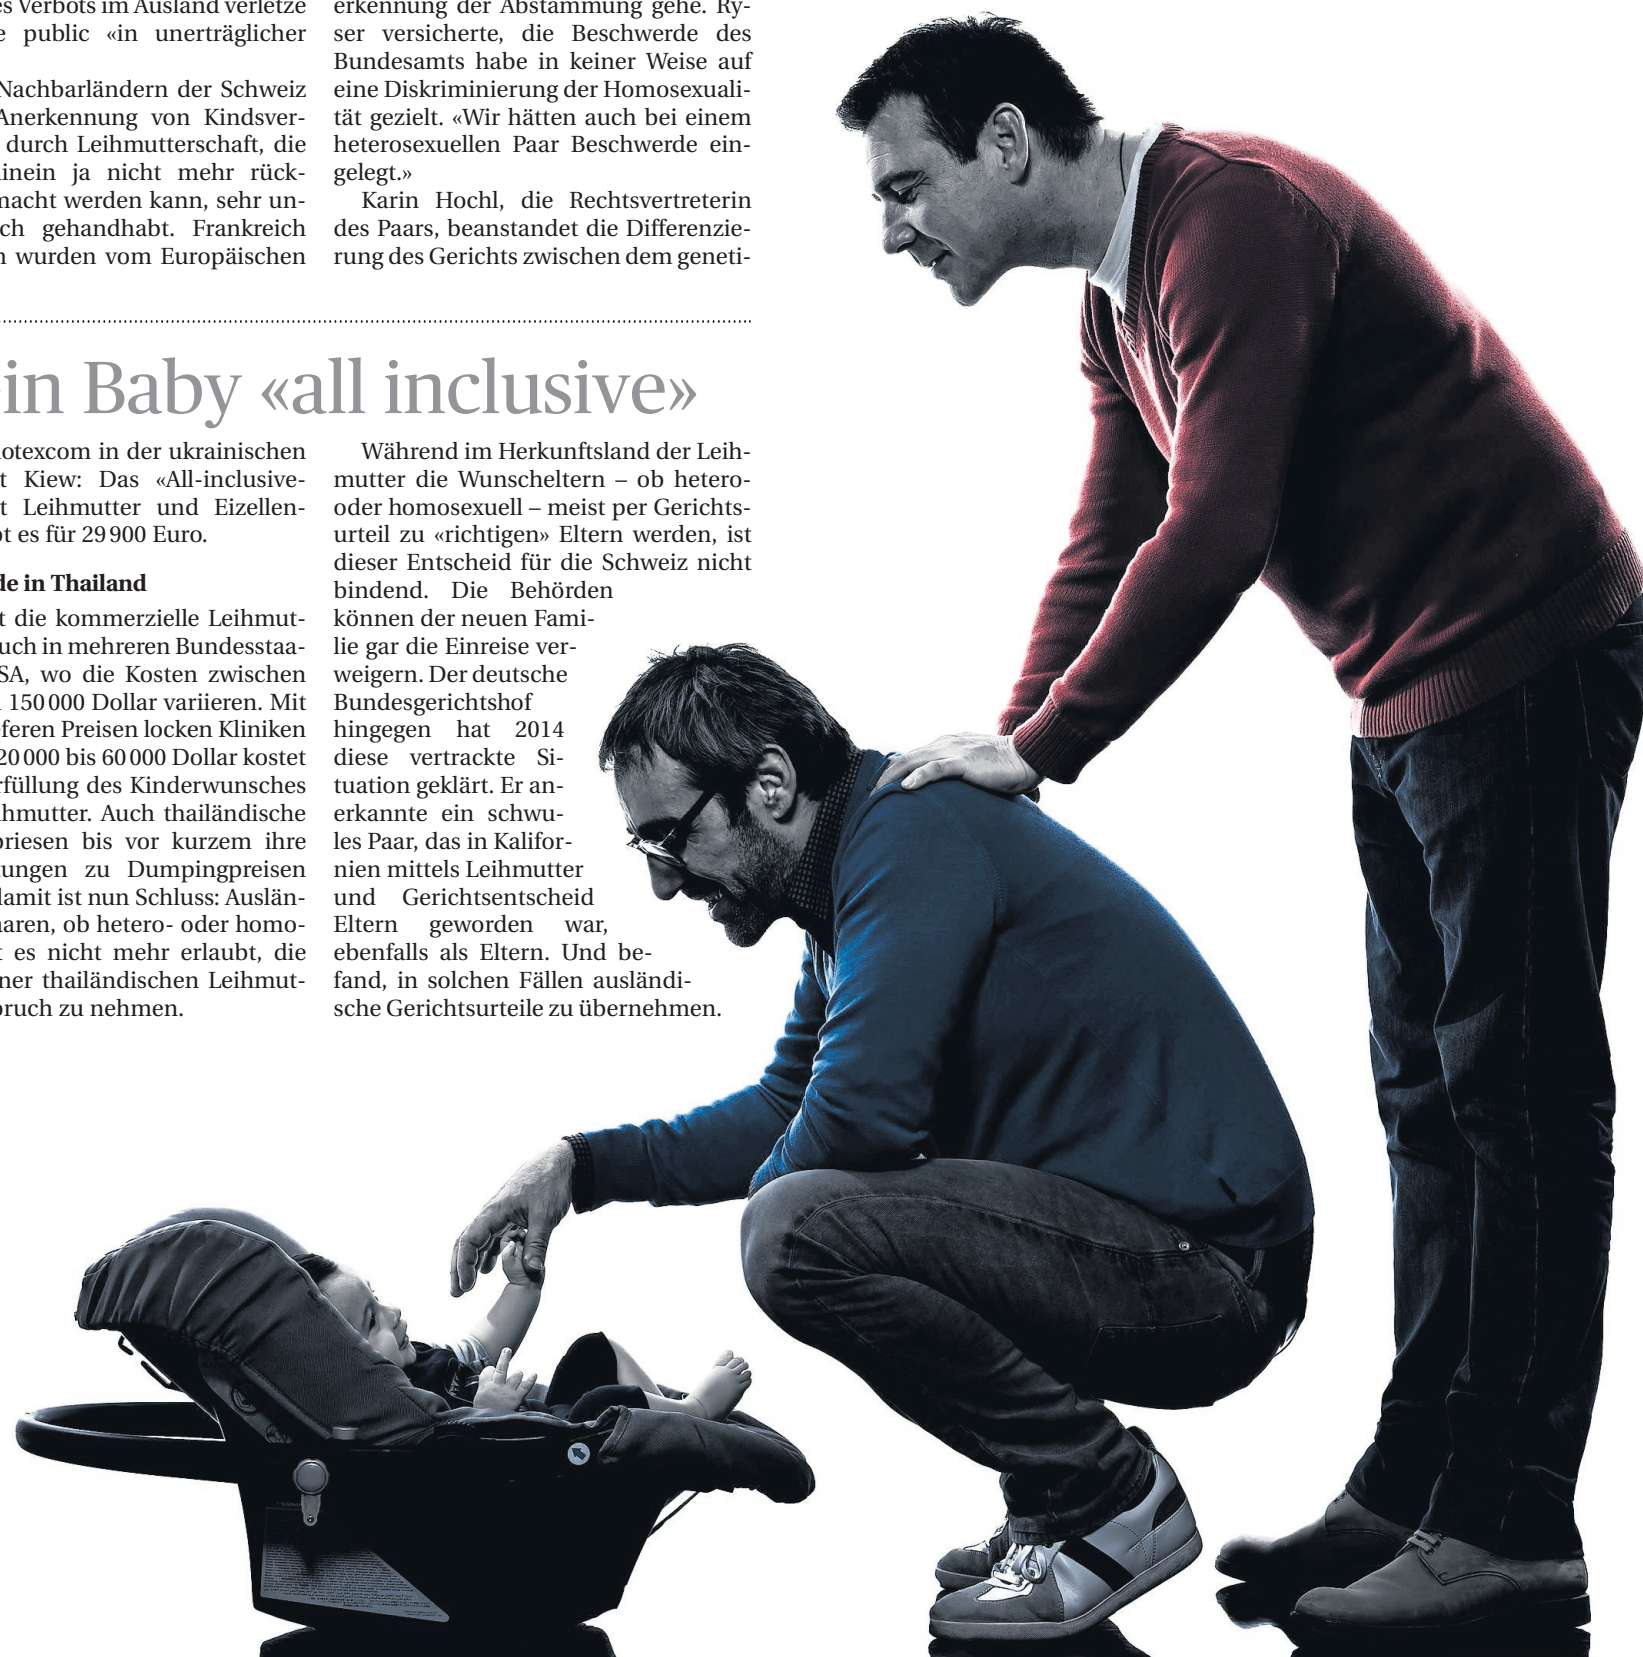 es Verbots im Ausland verletze
e public «in unerträglicher
Nachbarländern der Schweiz
Anerkennung von Kindsver-
durch Leihmutterschaft, die
inein ja nicht mehr rück-
macht werden kann, sehr un-
ch gehandhabt. Frankreich
n wurden vom Europäischen
erkennung der Abstammung gehe. Ry-
ser versicherte, die Beschwerde des
Bundesamts habe in keiner Weise auf
eine Diskriminierung der Homosexuali-
tät gezielt. «Wir hätten auch bei einem
heterosexuellen Paar Beschwerde ein-
gelegt.»
Karin Hochl, die Rechtsvertreterin
des Paars, beanstandet die Differenzie-
rung des Gerichts zwischen dem geneti-
in Baby «all inclusive»
otexcom in der ukrainischen
t Kiew: Das «All-inclusive-
t Leihmutter und Eizellen-
bt es für 29 900 Euro.
de in Thailand
t die kommerzielle Leihmut-
uch in mehreren Bundesstaa-
SA, wo die Kosten zwischen
150 000 Dollar variieren. Mit
eferen Preisen locken Kliniken
20 000 bis 60 000 Dollar kostet
rfüllung des Kinderwunsches
ihmutter. Auch thailändische
priesen bis vor kurzem ihre
tungen zu Dumpingpreisen
damit ist nun Schluss: Auslän-
aaren, ob hetero- oder homo-
t es nicht mehr erlaubt, die
ner thailändischen Leihmut-
pruch zu nehmen.
Während im Herkunftsland der Leih-
mutter die Wunscheltern – ob hetero-
oder homosexuell – meist per Gerichts-
urteil zu «richtigen» Eltern werden, ist
dieser Entscheid für die Schweiz nicht
bindend. Die Behörden
können der neuen Fami-
lie gar die Einreise ver-
weigern. Der deutsche
Bundesgerichtshof
hingegen hat 2014
diese vertrackte Si-
tuation geklärt. Er an-
erkannte ein schwu-
les Paar, das in Kalifor-
nien mittels Leihmutter
und Gerichtsentscheid
Eltern geworden war,
ebenfalls als Eltern. Und be-
fand, in solchen Fällen ausländi-
sche Gerichtsurteile zu übernehmen.